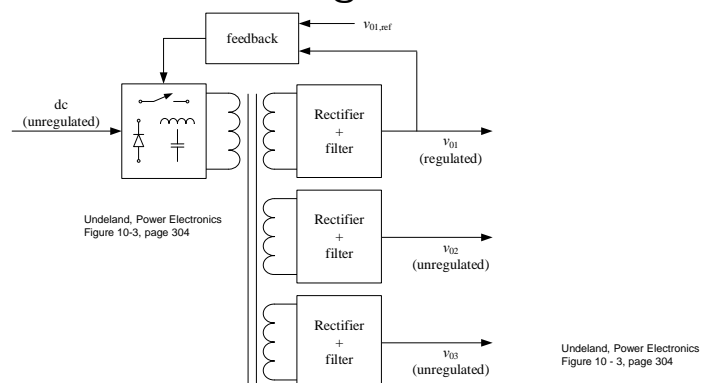 feedback
v01,ref
dc
(unregulated)
Rectifier
+
filter
v01
(regulated)
Undeland, Power Electronics
Figure 10-3, page 304
Rectifier
+
filter
v02
(unregulated)
Rectifier
+
filter
v03
(unregulated)
Undeland, Power Electronics
Figure 10 - 3, page 304